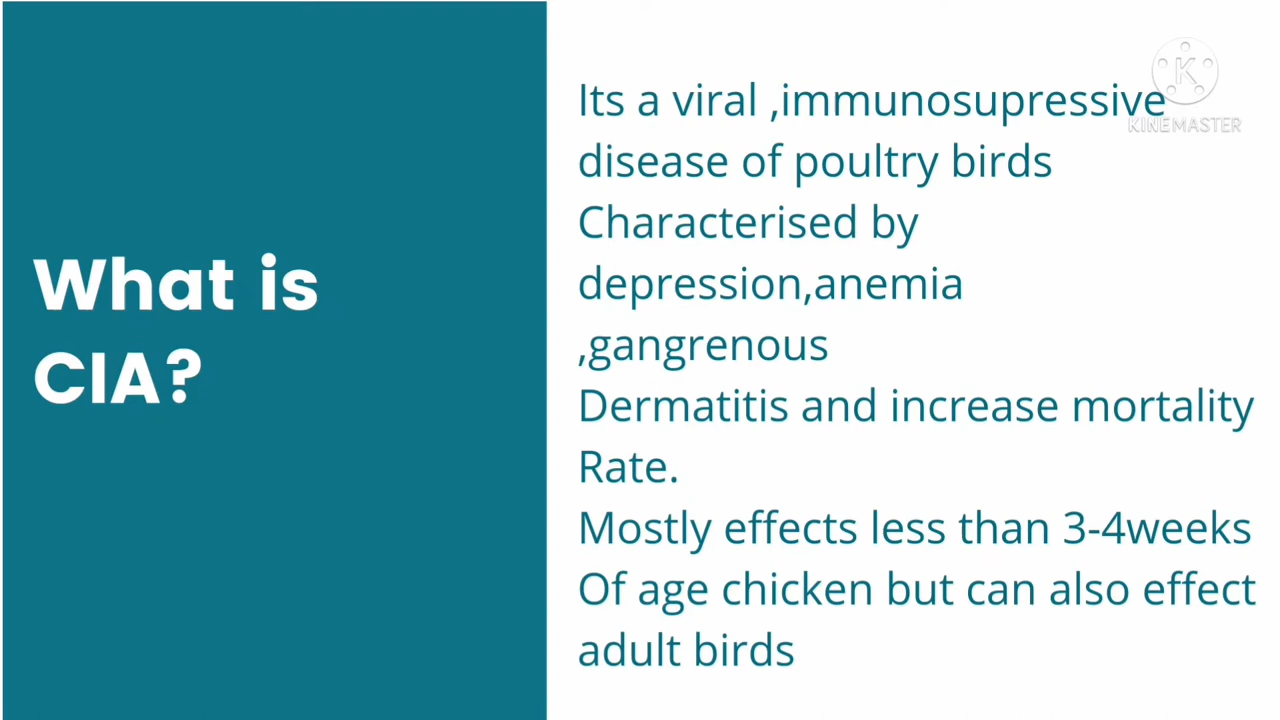 What is
CIA?
Its a viral ,immunosupressive
disease of poultry birds
Characterised by
depression,anemia
,gangrenous
Dermatitis and increase mortality
Rate.
Mostly effects less than 3-4weeks
Of age chicken but can also effect
adult birds
K
KINEMASTER